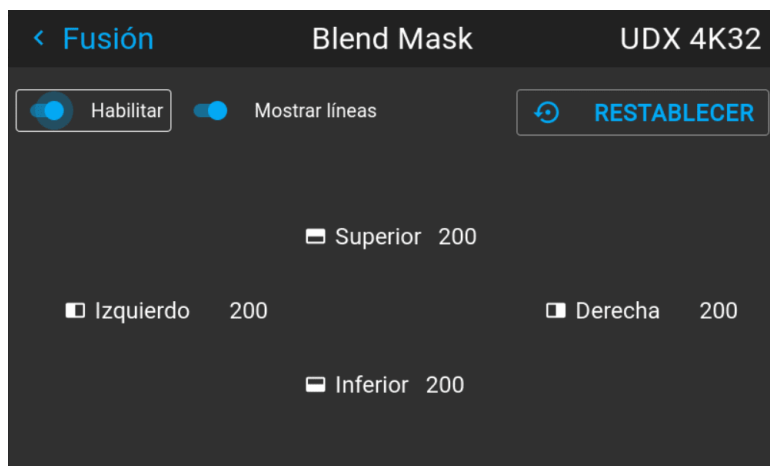 Fusión Blend Mask UDX 4K32
Habilitar Mostrar líneas RESTABLECER
Superior 200
Izquierdo 200 Derecha 200
Inferior 200